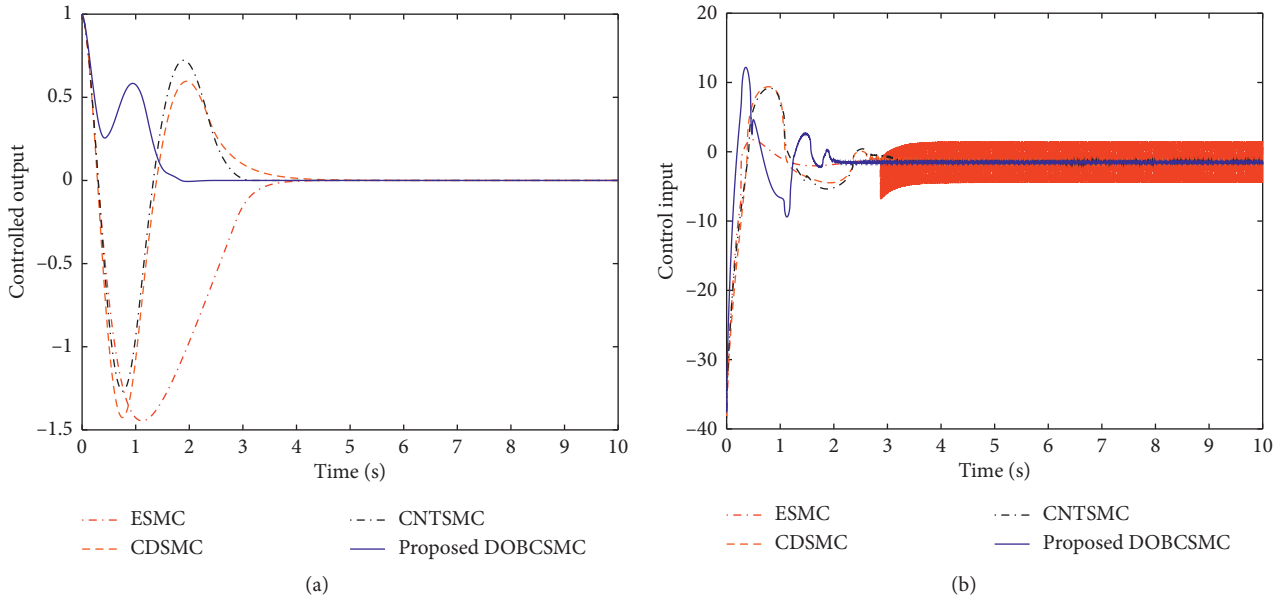 1
0.5
0
–0.5
–1
–1.5
Controlled output
0 1 2 3 4 5 6 7 8 9 10
Time (s)
ESMC
CDSMC
CNTSMC
Proposed DOBCSMC
(a)
20
10
0
–10
–20
–30
–40
Control input
0 1 2 3 4 5 6 7 8 9 10
Time (s)
ESMC
CDSMC
CNTSMC
Proposed DOBCSMC
(b)